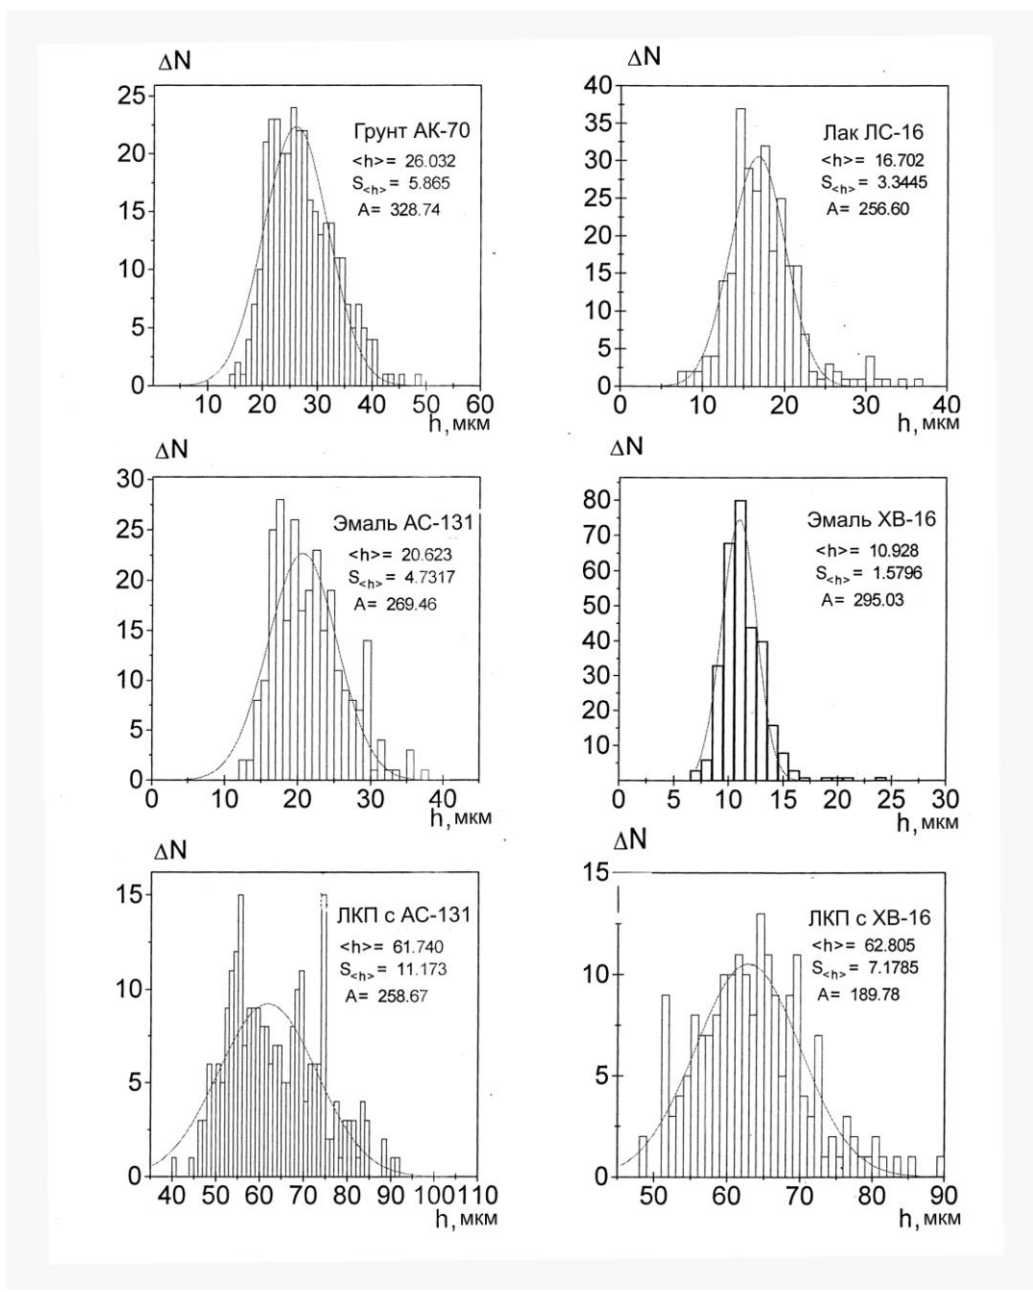 ΔN
25
20
15
10
5
0
10 20 30 40 50 60
h, мкм
Грунт АК-70
<h>= 26.032
S<h>= 5.865
A= 328.74
ΔN
40
35
30
25
20
15
10
5
0
0 10 20 30 40
h, мкм
Лак ЛС-16
<h>= 16.702
S<h>= 3.3445
A= 256.60
ΔN
30
25
20
15
10
5
0
0 10 20 30 40
h, мкм
Эмаль АС-131
<h>= 20.623
S<h>= 4.7317
A= 269.46
ΔN
80
70
60
50
40
30
20
10
0 5 10 15 20 25 30
h, мкм
Эмаль ХВ-16
<h>= 10.928
S<h>= 1.5796
A= 295.03
ΔN
15
10
5
0
40 50 60 70 80 90 100 110
h, мкм
ЛКП с АС-131
<h>= 61.740
S<h>= 11.173
A= 258.67
ΔN
15
10
5
0
50 60 70 80 90
h, мкм
ЛКП с ХВ-16
<h>= 62.805
S<h>= 7.1785
A= 189.78